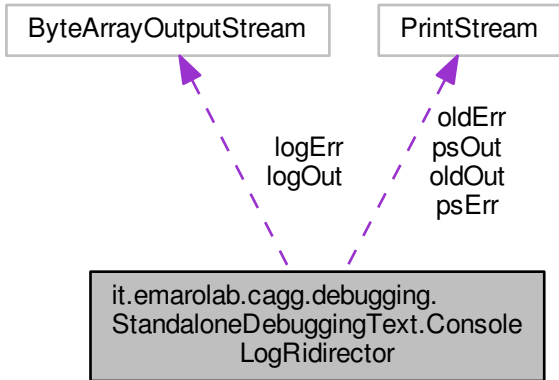 ByteArrayOutputStream
PrintStream
logErr
logOut
oldErr
psOut
oldOut
psErr
it.emarolab.cagg.debugging.
StandaloneDebuggingText.Console
LogRidirector